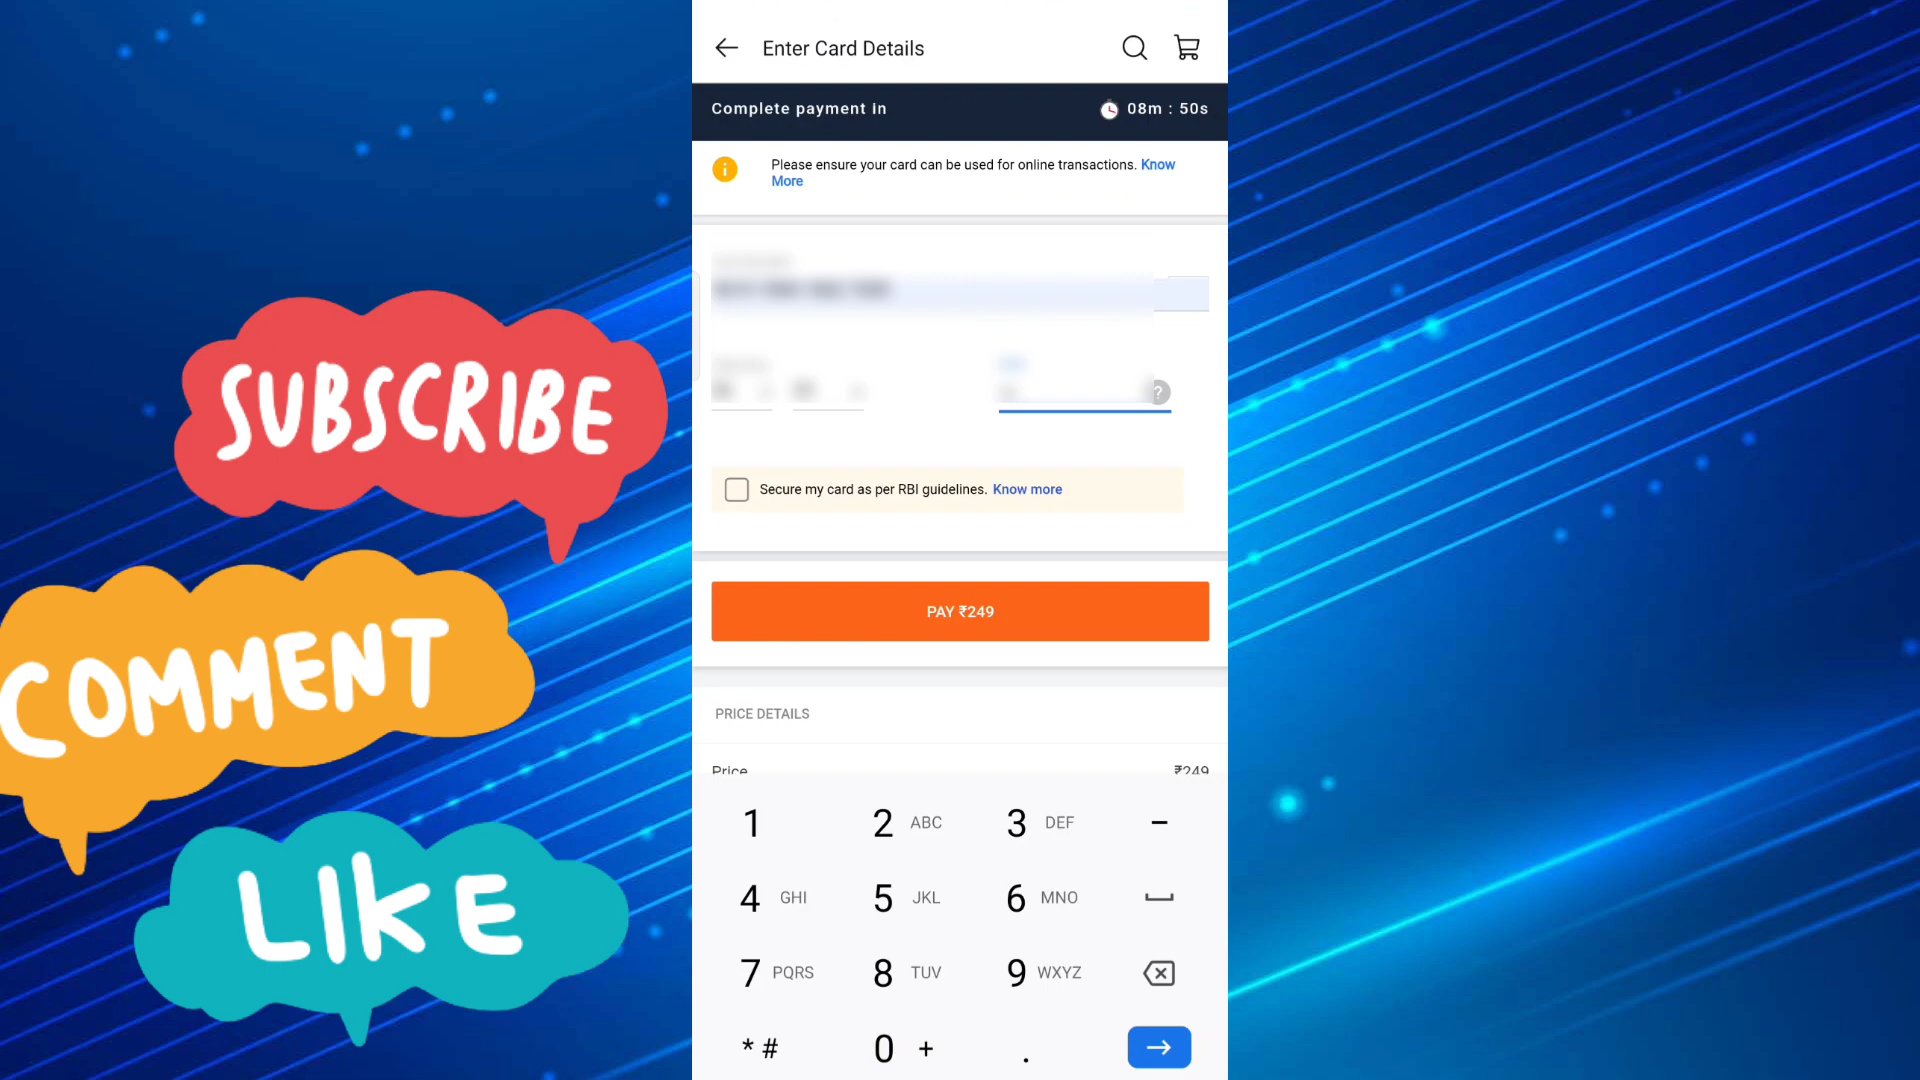 Enter Card Details
Complete payment in
08m : 50s
Please ensure your card can be used for online transactions. Know
More
SUBSCRIBE
?
Secure my card as per RBI guidelines. Know more
COMMENT
PAY ₹249
PRICE DETAILS
Price
₹249
1
2 ABC
3 DEF
-
LIKE
4 GHI
5 JKL
6 MNO
7 PQRS
8 TUV
9 WXYZ
* #
0 +
.